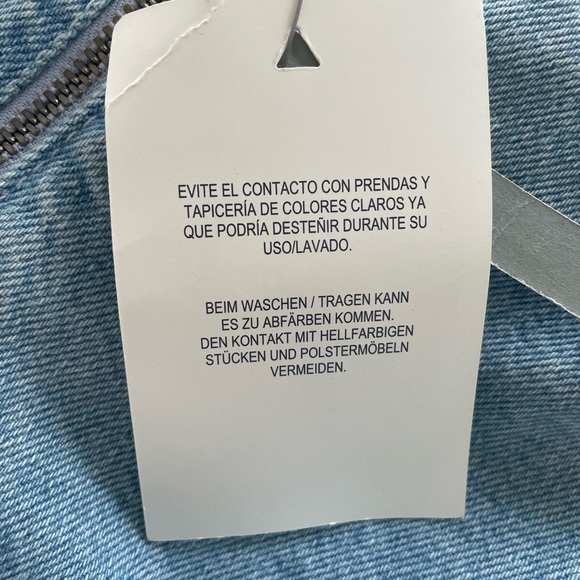 EVITE EL CONTACTO CON PRENDAS Y
TAPICERÍA DE COLORES CLAROS YA
QUE PODRÍA DESTEÑIR DURANTE SU
USO/LAVADO.
BEIM WASCHEN / TRAGEN KANN
ES ZU ABFÄRBEN KOMMEN.
DEN KONTAKT MIT HELLFARBIGEN
STÜCKEN UND POLSTERMÖBELN
VERMEIDEN.